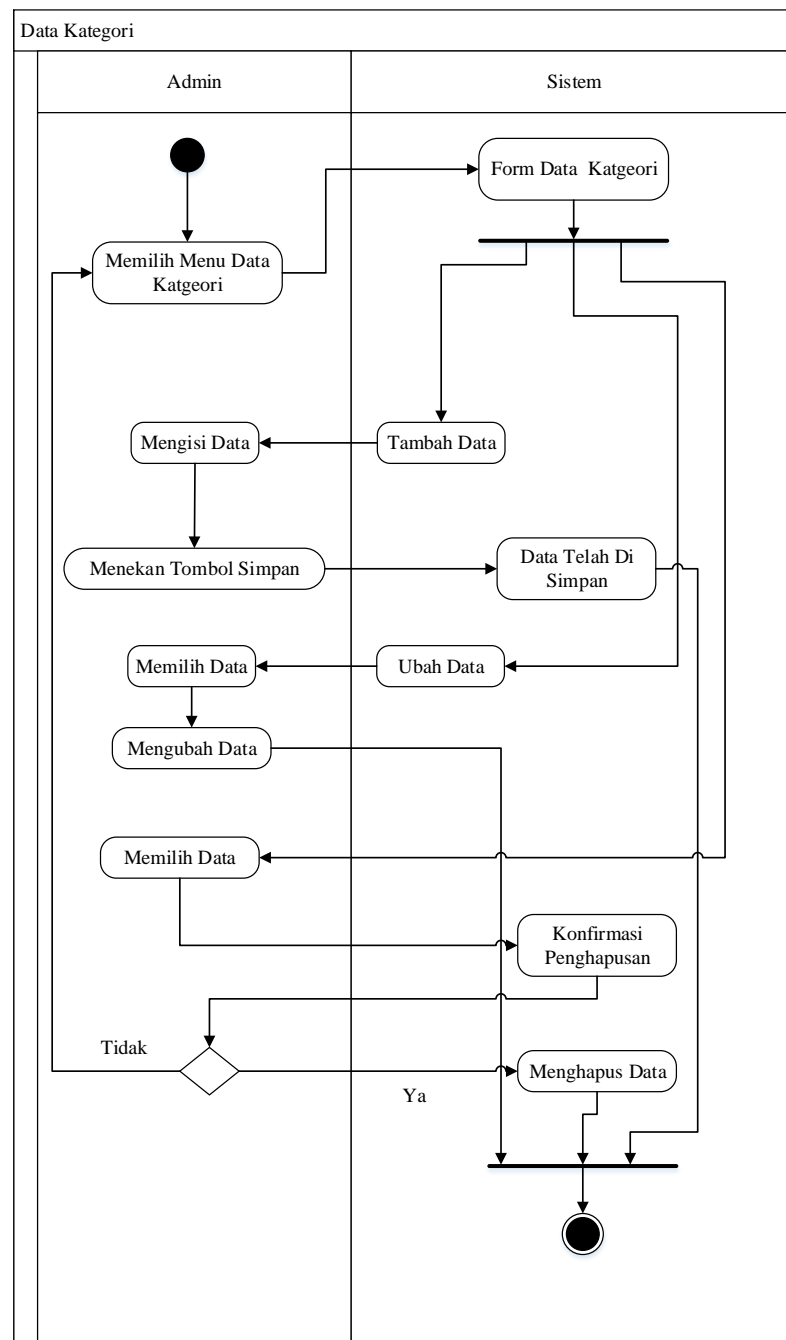 Data Kategori
Admin
Sistem
Form Data Katgeori
Memilih Menu Data
Katgeori
Mengisi Data
Tambah Data
Menekan Tombol Simpan
Data Telah Di
Simpan
Memilih Data
Ubah Data
Mengubah Data
Memilih Data
Konfirmasi
Penghapusan
Tidak
Menghapus Data
Ya